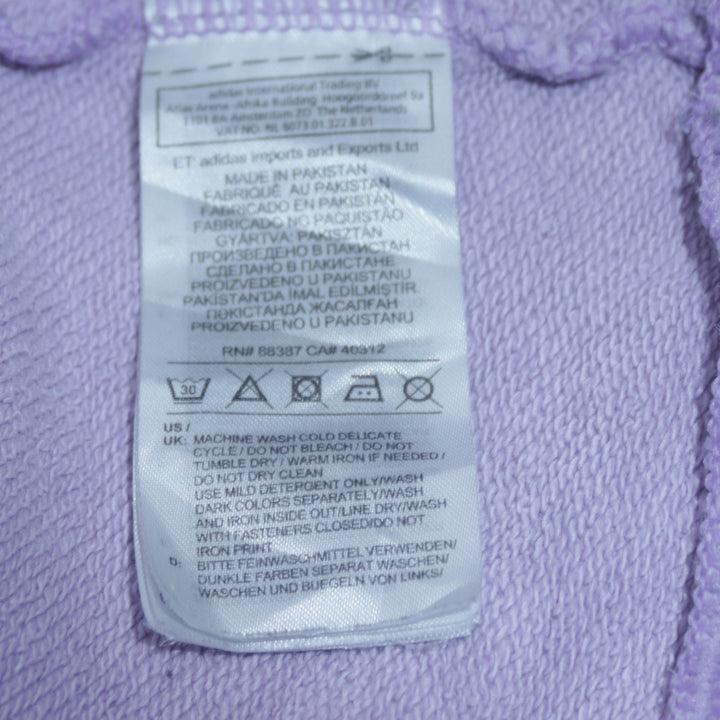 adidas International Trading BV
Atlas Arena -Afrika Building Hoogoorddreef 9a
1101 BA Amsterdam ZO The Netherlands
VAT NO: NL 8073.01.322.B.01
ET: adidas Imports and Exports Ltd
MADE IN PAKISTAN
FABRIQUÉ AU PAKISTAN
FABRICADO EN PAKISTAN
FABRICADO NO PAQUISTÃO
GYÁRTVA: PAKISZTÁN
ПРОИЗВЕДЕНО В ПАКИСТАН
СДЕЛАНО В ПАКИСТАНЕ
PROIZVEDENO U PAKISTANU
PAKİSTAN'DA İMAL EDİLMİŞTİR
ПӘКІСТАНДА ЖАСАЛҒАН
PROIZVEDENO U PAKISTANU
RN# 88387 CA# 40312
30
US /
UK: MACHINE WASH COLD DELICATE
CYCLE / DO NOT BLEACH / DO NOT
TUMBLE DRY / WARM IRON IF NEEDED /
DO NOT DRY CLEAN
USE MILD DETERGENT ONLY/WASH
DARK COLORS SEPARATELY/WASH
AND IRON INSIDE OUT/LINE DRY/WASH
WITH FASTENERS CLOSED/DO NOT
IRON PRINT
D: BITTE FEINWASCHMITTEL VERWENDEN/
DUNKLE FARBEN SEPARAT WASCHEN/
WASCHEN UND BUEGELN VON LINKS/